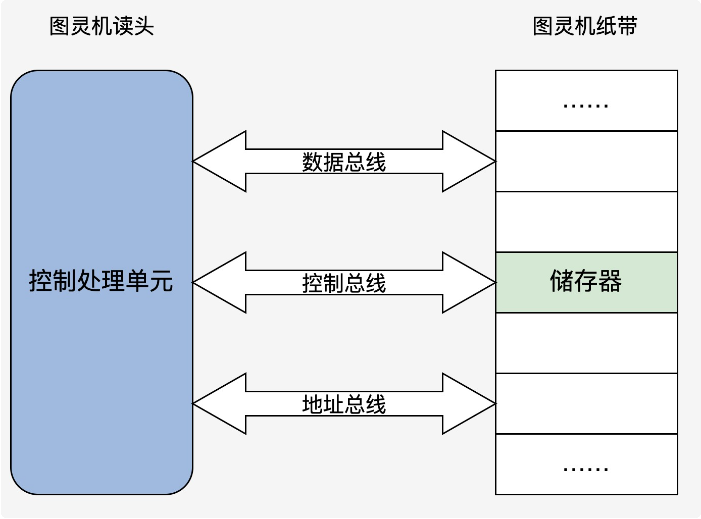 图灵机读头
图灵机纸带
……
数据总线
控制处理单元
控制总线
储存器
地址总线
……